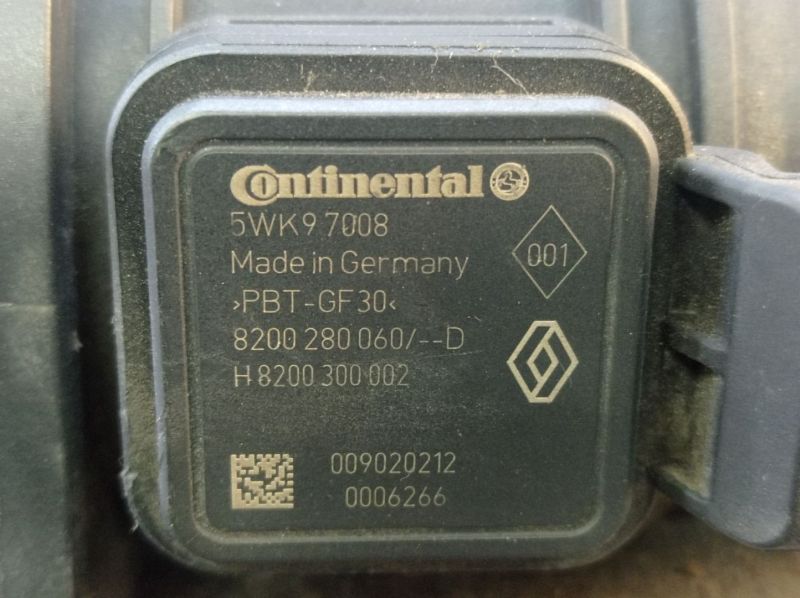 Continental
5WK9 7008
Made in Germany
001
>PBT-GF30<
8200 280 060/--D
H 8200 300 002
009020212
0006266